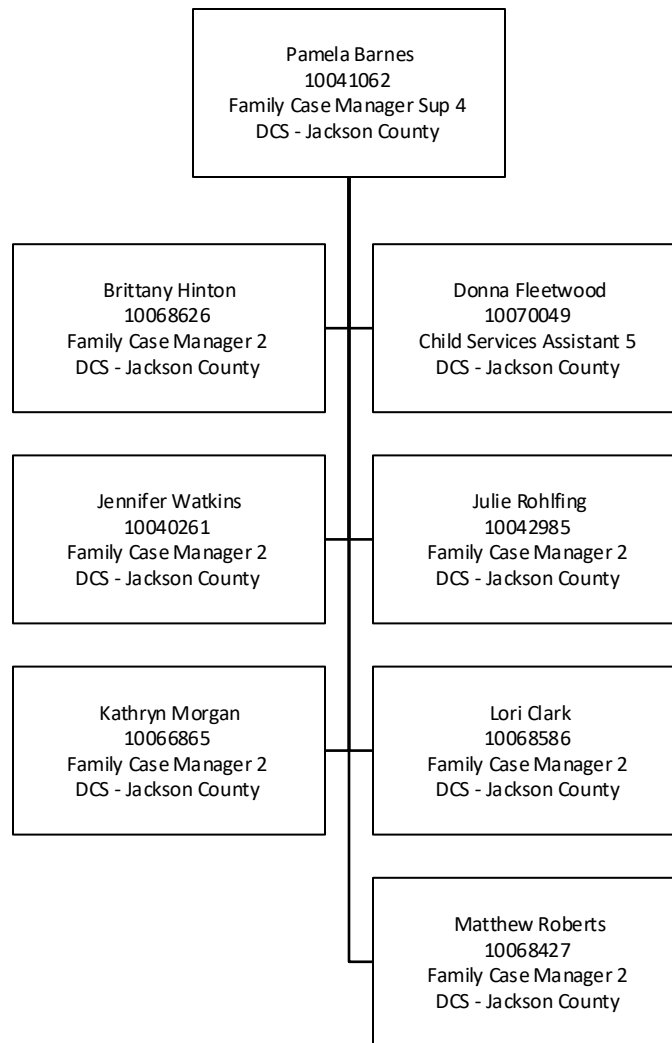 Pamela Barnes
10041062
Family Case Manager Sup 4
DCS - Jackson County
Brittany Hinton
10068626
Family Case Manager 2
DCS - Jackson County
Donna Fleetwood
10070049
Child Services Assistant 5
DCS - Jackson County
Jennifer Watkins
10040261
Family Case Manager 2
DCS - Jackson County
Julie Rohlfing
10042985
Family Case Manager 2
DCS - Jackson County
Kathryn Morgan
10066865
Family Case Manager 2
DCS - Jackson County
Lori Clark
10068586
Family Case Manager 2
DCS - Jackson County
Matthew Roberts
10068427
Family Case Manager 2
DCS - Jackson County